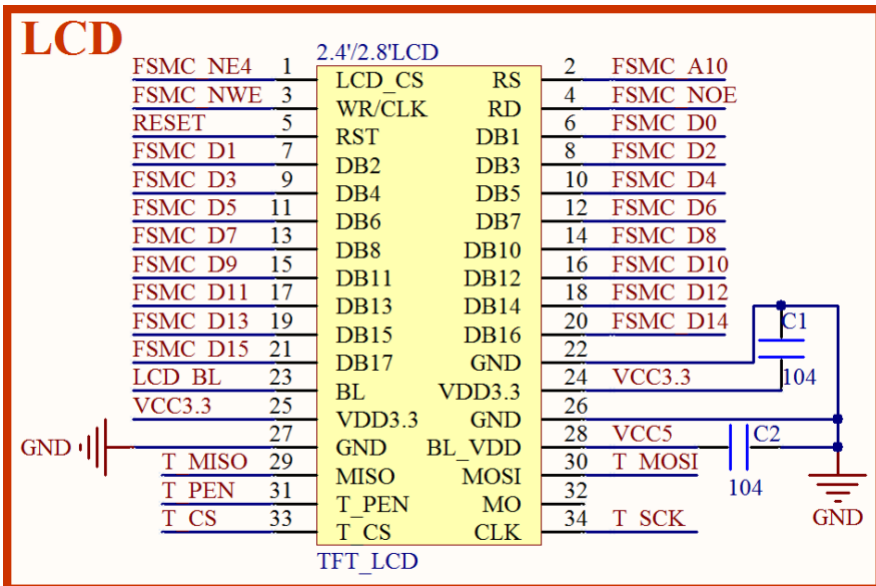 LCD
2.4'/2.8'LCD
FSMC_NE4 1 LCD_CS RS 2 FSMC_A10
FSMC_NWE 3 WR/CLK RD 4 FSMC_NOE
RESET 5 RST DB1 6 FSMC_D0
FSMC_D1 7 DB2 DB3 8 FSMC_D2
FSMC_D3 9 DB4 DB5 10 FSMC_D4
FSMC_D5 11 DB6 DB7 12 FSMC_D6
FSMC_D7 13 DB8 DB10 14 FSMC_D8
FSMC_D9 15 DB11 DB12 16 FSMC_D10
FSMC_D11 17 DB13 DB14 18 FSMC_D12
FSMC_D13 19 DB15 DB16 20 FSMC_D14 C1
FSMC_D15 21 DB17 GND 22
LCD_BL 23 BL VDD3.3 24 VCC3.3 104
VCC3.3 25 VDD3.3 GND 26
GND 27 GND BL_VDD 28 VCC5 C2
T_MISO 29 MISO MOSI 30 T_MOSI
T_PEN 31 T_PEN MO 32 104
T_CS 33 T_CS CLK 34 T_SCK GND
TFT_LCD